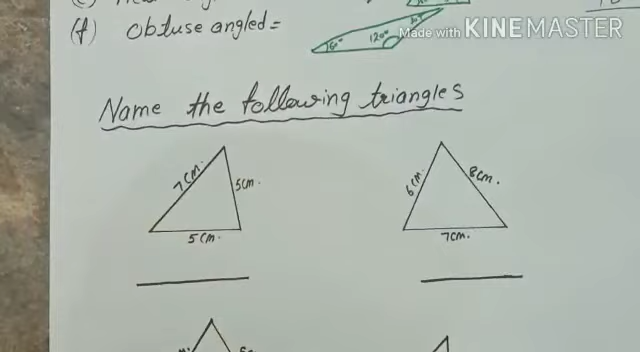 (f) Obtuse angled =
120°
Made with KINEMASTER
Name the following triangles
7cm.
5cm.
5cm.
6cm.
8cm.
7cm.